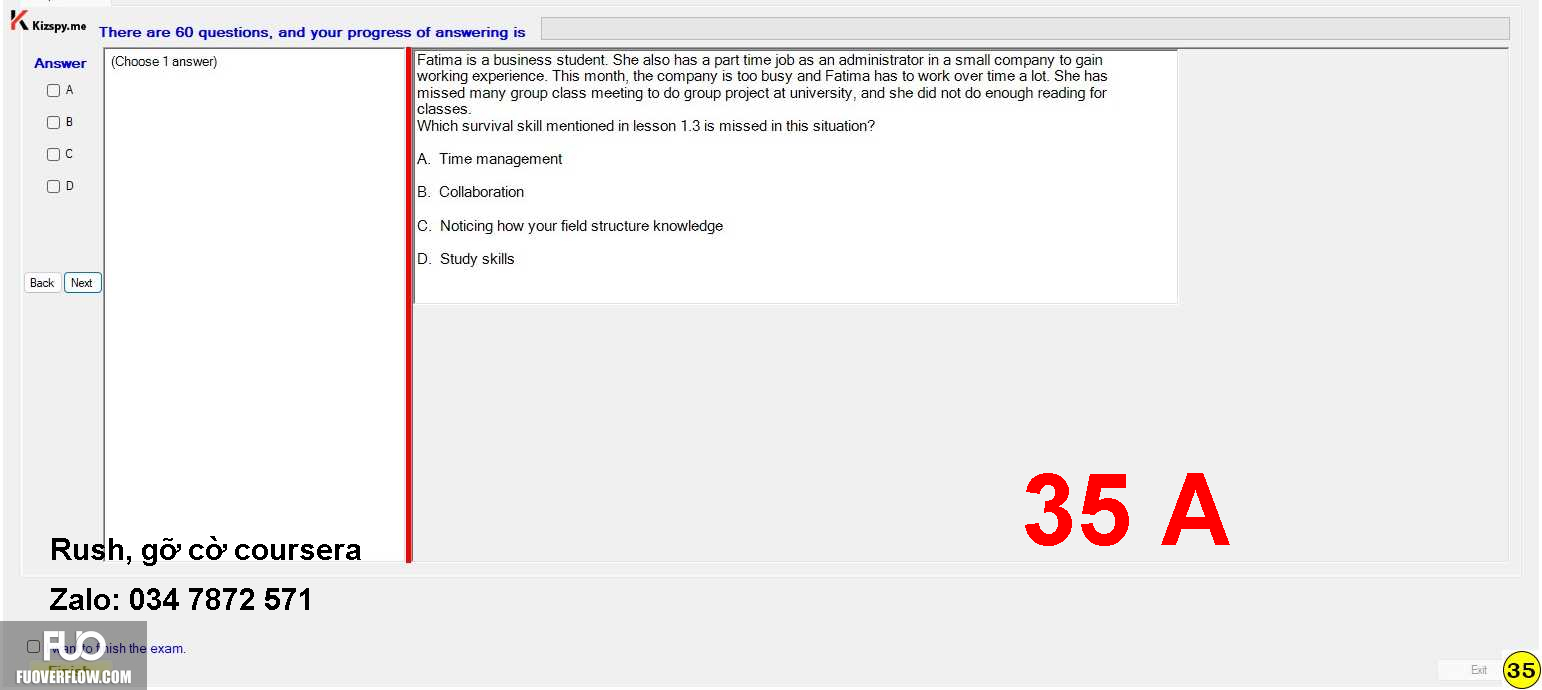 Kizspy.me
There are 60 questions, and your progress of answering is
Answer
(Choose 1 answer)
A
B
C
D
Back
Next
Fatima is a business student. She also has a part time job as an administrator in a small company to gain
working experience. This month, the company is too busy and Fatima has to work over time a lot. She has
missed many group class meeting to do group project at university, and she did not do enough reading for
classes.
Which survival skill mentioned in lesson 1.3 is missed in this situation?
A. Time management
B. Collaboration
C. Noticing how your field structure knowledge
D. Study skills
35 A
Rush, gỡ cờ coursera
Zalo: 034 7872 571
want to finish the exam.
Finish
FUO
FUOVERFLOW.COM
Exit
35